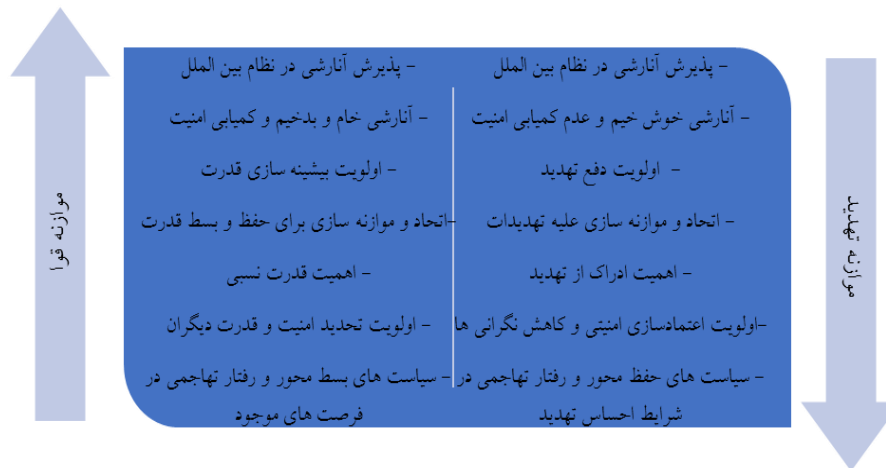 موازنه تهدید
- پذیرش آنارشی در نظام بین الملل
- آنارشی خوش خیم و عدم کمیابی امنیت
- اولویت دفع تهدید
- اتحاد و موازنه سازی علیه تهدیدات
- اهمیت ادراک از تهدید
-اولویت اعتمادسازی امنیتی و کاهش نگرانی ها
- سیاست های حفظ محور و رفتار تهاجمی در
شرایط احساس تهدید
- پذیرش آنارشی در نظام بین الملل
- آنارشی خام و بدخیم و کمیابی امنیت
- اولویت بیشینه سازی قدرت
-اتحاد و موازنه سازی برای حفظ و بسط قدرت
- اهمیت قدرت نسبی
- اولویت تحدید امنیت و قدرت دیگران
- سیاست های بسط محور و رفتار تهاجمی در
فرصت های موجود
موازنه قوا